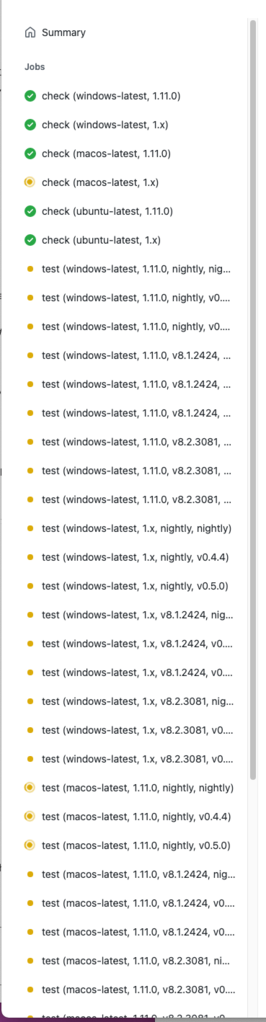 Summary
Jobs
check (windows-latest, 1.11.0)
check (windows-latest, 1.x)
check (macos-latest, 1.11.0)
check (macos-latest, 1.x)
check (ubuntu-latest, 1.11.0)
check (ubuntu-latest, 1.x)
test (windows-latest, 1.11.0, nightly, nig...
test (windows-latest, 1.11.0, nightly, v0....
test (windows-latest, 1.11.0, nightly, v0....
test (windows-latest, 1.11.0, v8.1.2424, ...
test (windows-latest, 1.11.0, v8.1.2424, ...
test (windows-latest, 1.11.0, v8.1.2424, ...
test (windows-latest, 1.11.0, v8.2.3081, ...
test (windows-latest, 1.11.0, v8.2.3081, ...
test (windows-latest, 1.11.0, v8.2.3081, ...
test (windows-latest, 1.x, nightly, nightly)
test (windows-latest, 1.x, nightly, v0.4.4)
test (windows-latest, 1.x, nightly, v0.5.0)
test (windows-latest, 1.x, v8.1.2424, nig...
test (windows-latest, 1.x, v8.1.2424, v0....
test (windows-latest, 1.x, v8.1.2424, v0....
test (windows-latest, 1.x, v8.2.3081, nig...
test (windows-latest, 1.x, v8.2.3081, v0....
test (windows-latest, 1.x, v8.2.3081, v0....
test (macos-latest, 1.11.0, nightly, nightly)
test (macos-latest, 1.11.0, nightly, v0.4.4)
test (macos-latest, 1.11.0, nightly, v0.5.0)
test (macos-latest, 1.11.0, v8.1.2424, nig...
test (macos-latest, 1.11.0, v8.1.2424, v0....
test (macos-latest, 1.11.0, v8.1.2424, v0....
test (macos-latest, 1.11.0, v8.2.3081, ni...
test (macos-latest, 1.11.0, v8.2.3081, v0....